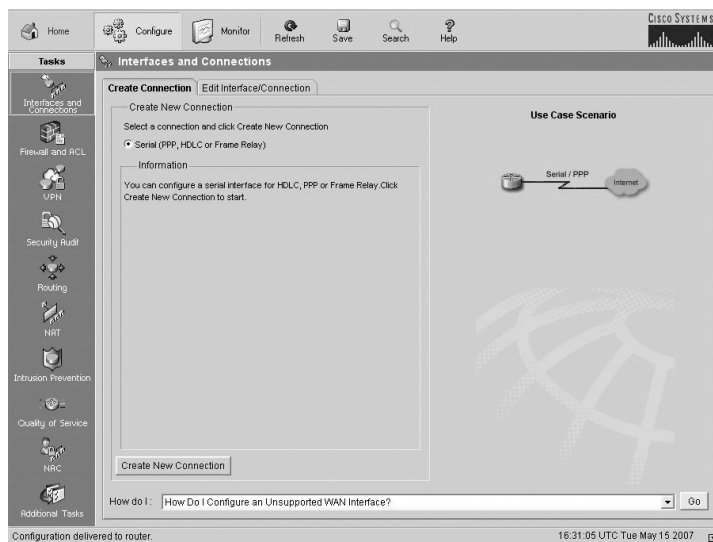 Home
Configure
Monitor
Refresh
Save
Search
Help
CISCO SYSTEMS
Tasks
Interfaces and Connections
Create Connection
Edit Interface/Connection
Interfaces and
Connections
Firewall and ACL
VPN
Security Audit
Routing
NAT
Intrusion Prevention
Quality of Service
NAC
Additional Tasks
Create New Connection
Select a connection and click Create New Connection
Serial (PPP, HDLC or Frame Relay)
Information
You can configure a serial interface for HDLC, PPP or Frame Relay.Click
Create New Connection to start.
Use Case Scenario
Serial / PPP
Internet
Create New Connection
How do I :
How Do I Configure an Unsupported WAN Interface?
Go
Configuration delivered to router.
16:31:05 UTC Tue May 15 2007